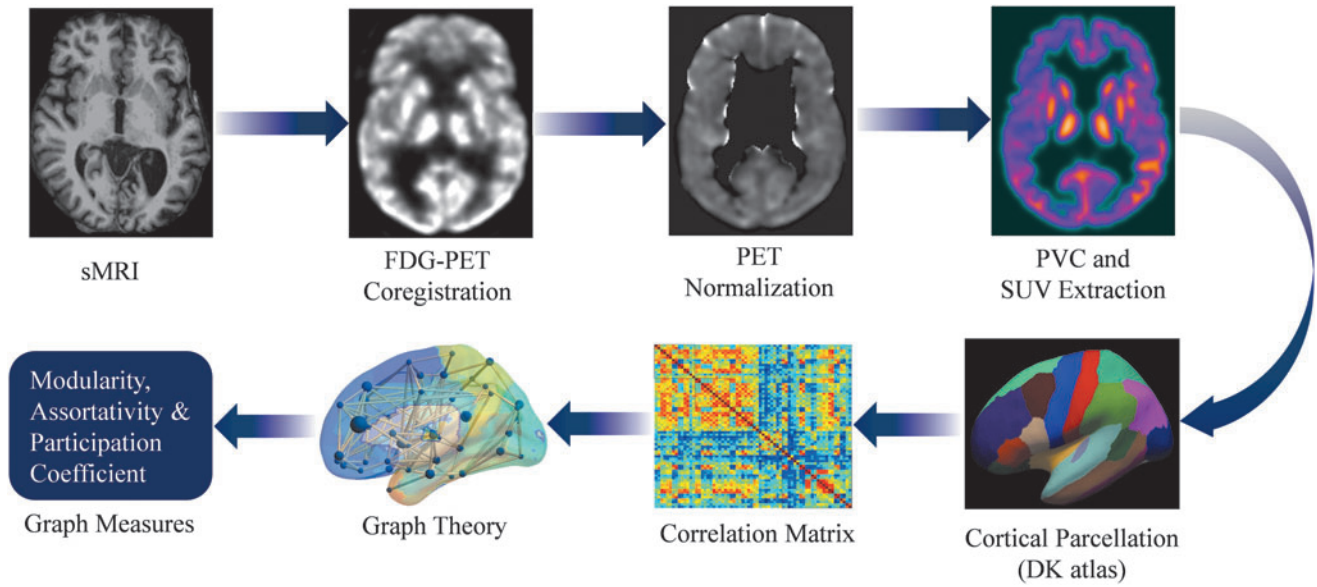 sMRI
FDG-PET
Coregistration
PET
Normalization
PVC and
SUV Extraction
Modularity,
Assortativity &
Participation
Coefficient
Graph Measures
Graph Theory
Correlation Matrix
Cortical Parcellation
(DK atlas)